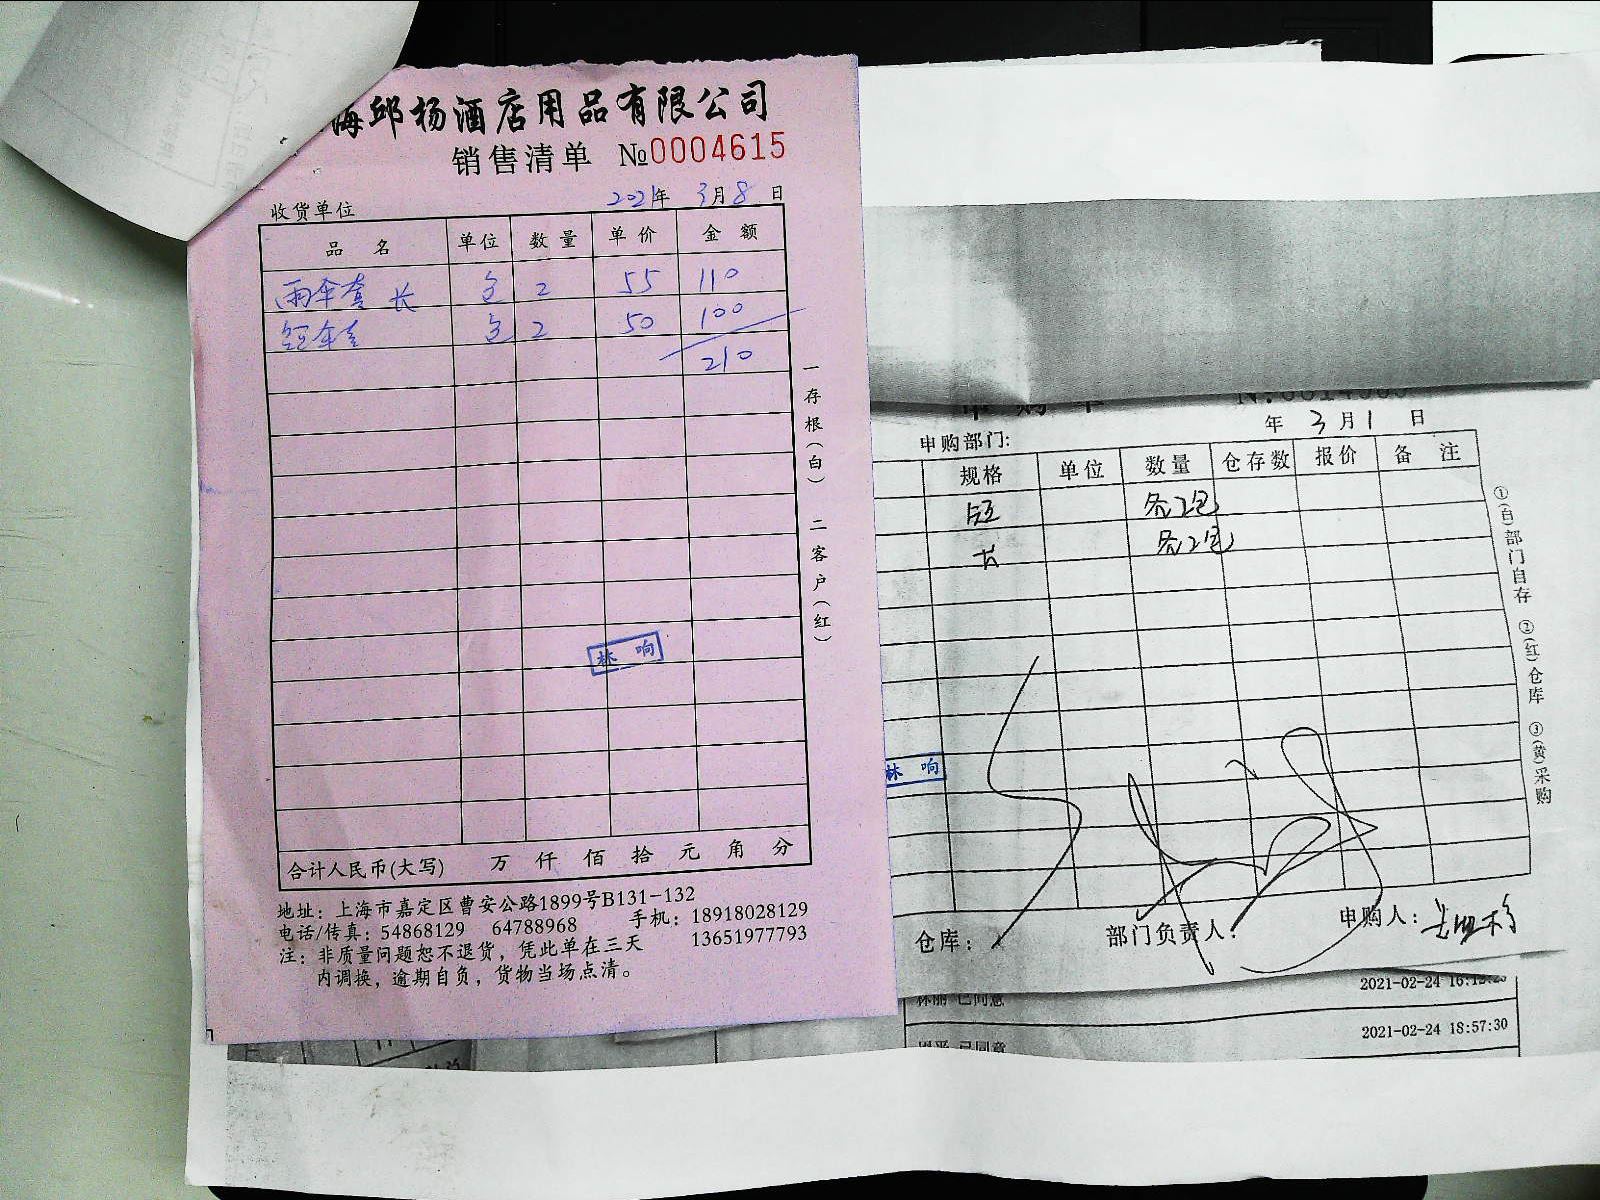 海邱杨酒店用品有限公司
销售清单 №0004615
收货单位 2021年 3月8日
品名 单位 数量 单价 金额
雨伞套 长 包 2 55 110
短伞套 包 2 50 100
210
一存根(白) 二客户(红)
林响
合计人民币(大写) 万 仟 佰 拾 元 角 分
地址：上海市嘉定区曹安公路1899号B131-132
电话/传真：54868129 64788968 手机：18918028129
13651977793
注：非质量问题恕不退货，凭此单在三天
内调换，逾期自负，货物当场点清。
申购部门: 年 3月1日
规格 单位 数量 仓存数 报价 备注
短 各2包
长 各2包
①(白)部门自存 ②(红)仓库 ③(黄)采购
林响
仓库： 部门负责人： 申购人：
已同意
2021-02-24 18:57:30
已同意